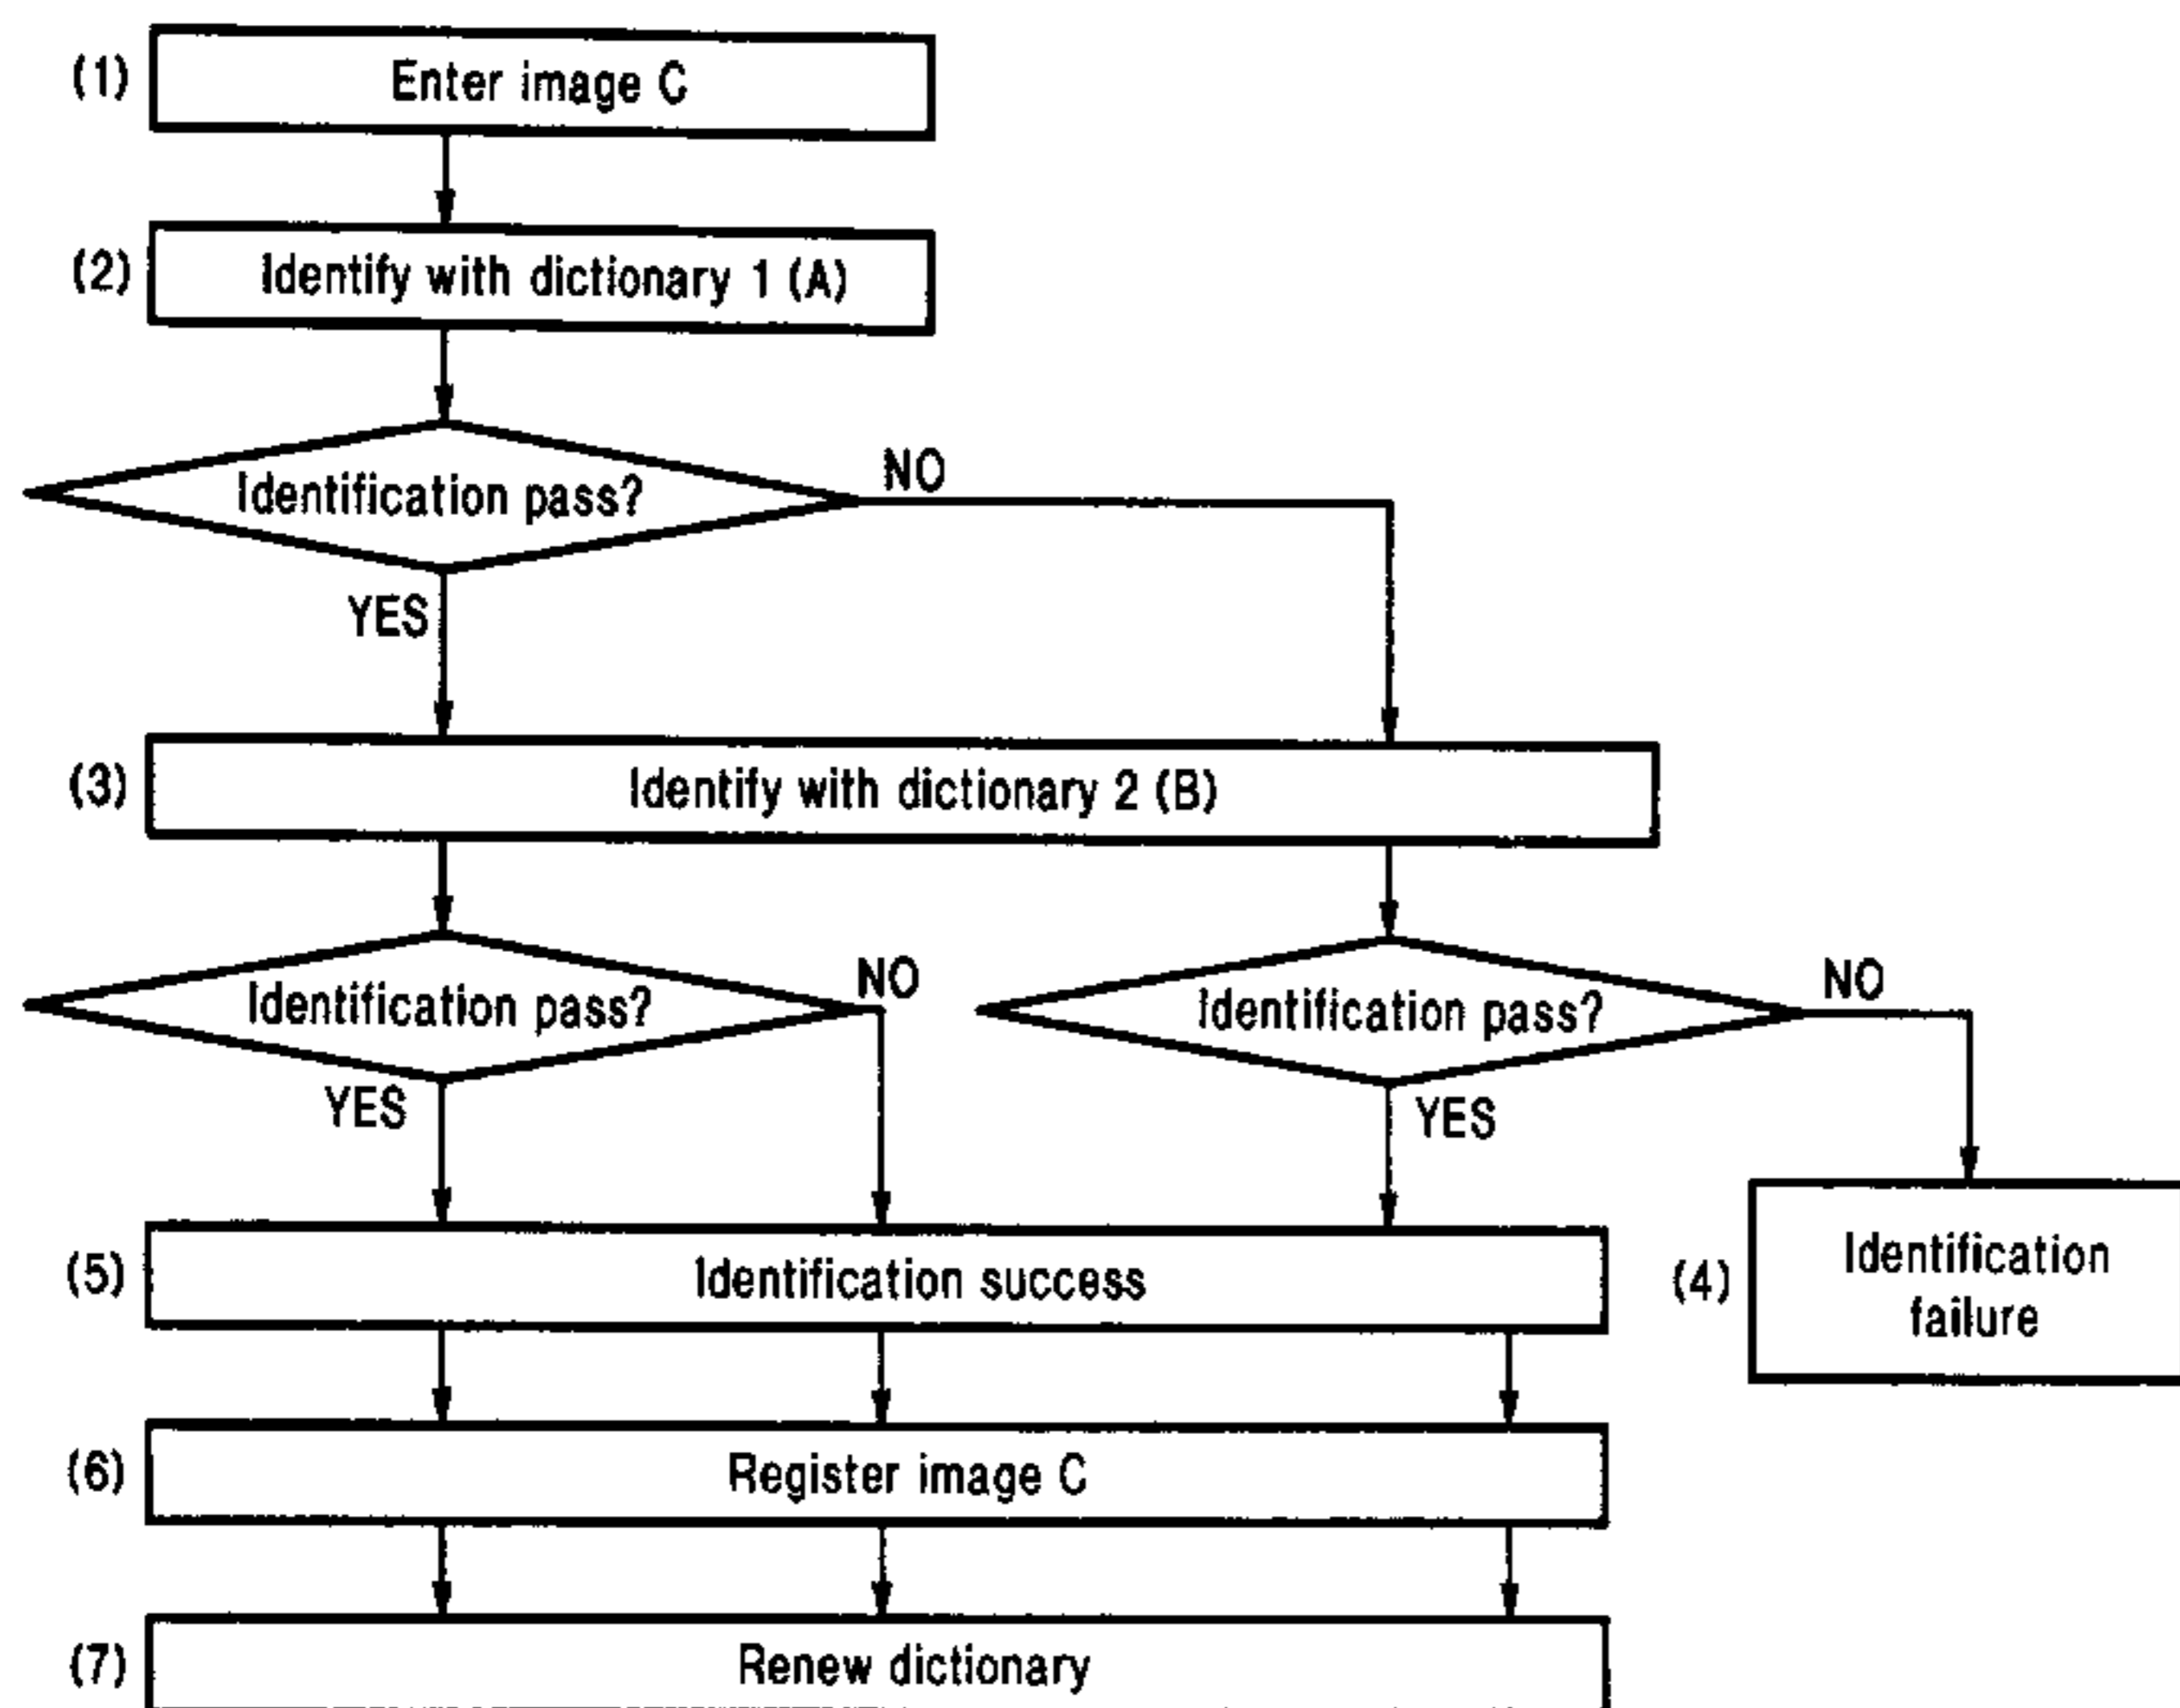 (1) Enter image C
(2) Identify with dictionary 1 (A)
Identification pass?
NO
YES
(3) Identify with dictionary 2 (B)
Identification pass?
NO
YES
Identification pass?
NO
YES
(5) Identification success
(4) Identification
failure
(6) Register image C
(7) Renew dictionary